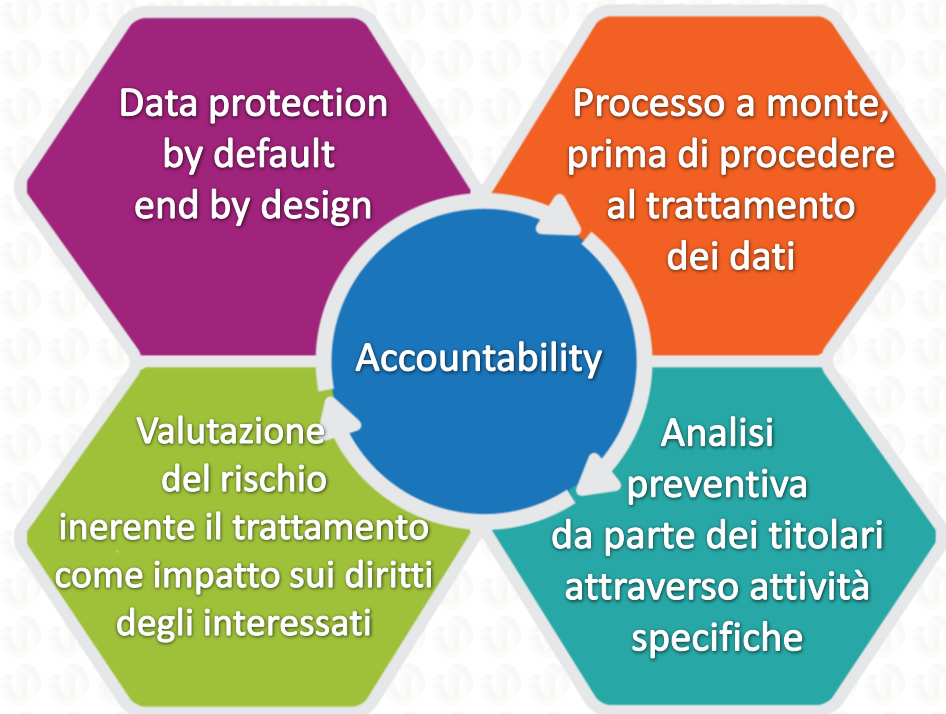 Data protection
by default
end by design
Processo a monte,
prima di procedere
al trattamento
dei dati
Accountability
Valutazione
del rischio
inerente il trattamento
come impatto sui diritti
degli interessati
Analisi
preventiva
da parte dei titolari
attraverso attività
specifiche